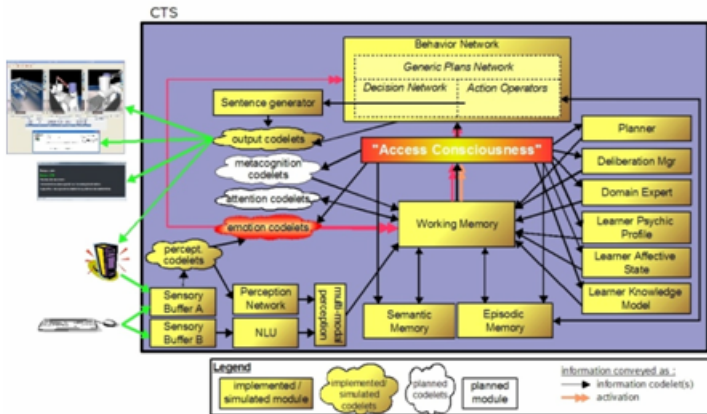 CTS
Behavior Network
Generic Plans Network
Decision Network
Action Operators
Sentence generator
output codelets
"Access Consciousness"
Planner
metacognition
codelets
Deliberation Mgr
attention codelets
Domain Expert
emotion codelets
Working Memory
Learner Psychic
Profile
percept.
codelets
Learner Affective
State
Sensory
Buffer A
Perception
Network
multi-modal
perception
Semantic
Memory
Episodic
Memory
Learner Knowledge
Model
Sensory
Buffer B
NLU
Legend
implemented /
simulated module
implemented/
simulated
codelets
planned
codelets
planned
module
information conveyed as :
information codelet(s)
activation